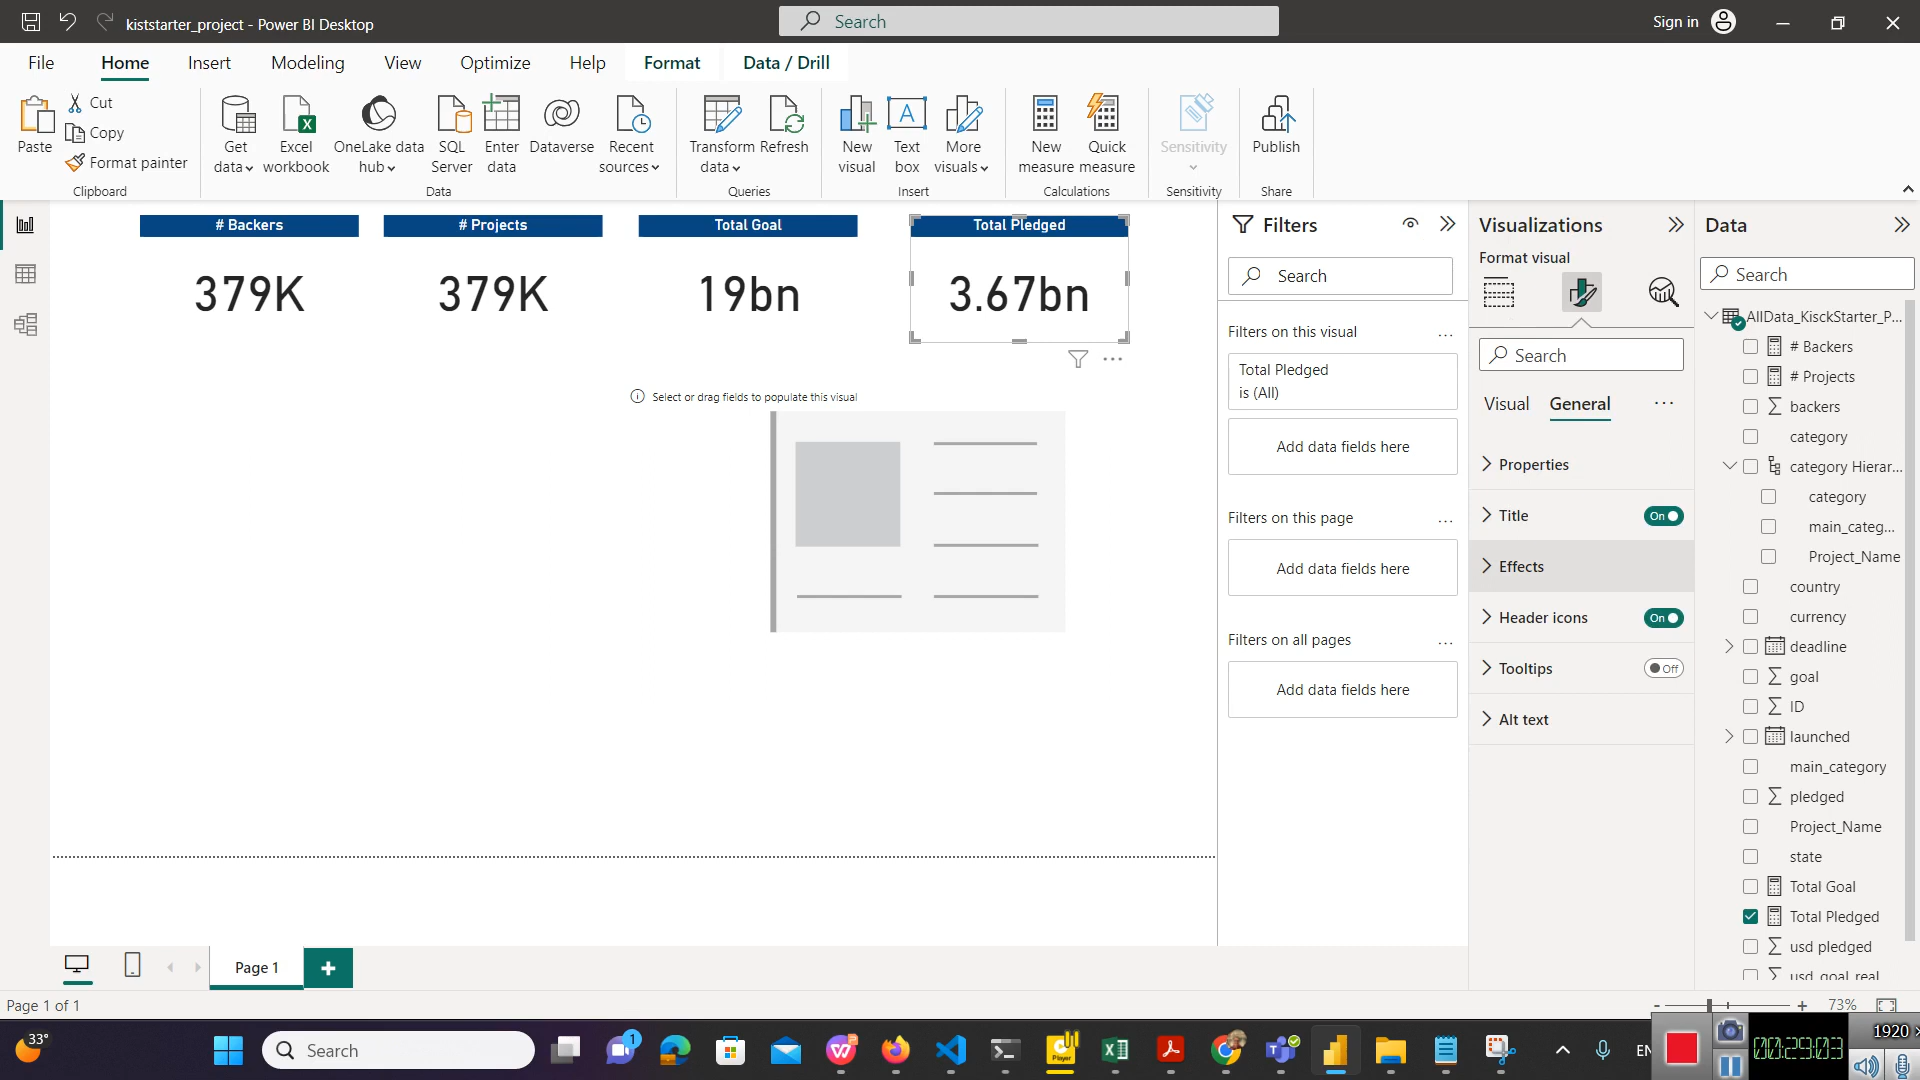 kiststarter_project - Power BI Desktop
Search
Sign in
File
Home
Insert
Modeling
View
Optimize
Help
Format
Data / Drill
Paste
Cut
Copy
Format painter
Clipboard
Get data
Excel workbook
OneLake data hub
SQL Server
Enter data
Dataverse
Recent sources
Data
Transform data
Refresh
Queries
New visual
Text box
More visuals
Insert
New measure
Quick measure
Calculations
Sensitivity
Sensitivity
Publish
Share
# Backers
379K
# Projects
379K
Total Goal
19bn
Total Pledged
3.67bn
Select or drag fields to populate this visual
Filters
Search
Filters on this visual
...
Total Pledged
is (All)
Add data fields here
Filters on this page
...
Add data fields here
Filters on all pages
...
Add data fields here
Visualizations
Format visual
Search
Visual
General
...
Properties
Title
On
Effects
Header icons
On
Tooltips
Off
Alt text
Data
Search
AllData_KisckStarter_P...
# Backers
# Projects
backers
category
category Hierar...
category
main_categ...
Project_Name
country
currency
deadline
goal
ID
launched
main_category
pledged
Project_Name
state
Total Goal
Total Pledged
usd pledged
usd_goal_real
Page 1
Page 1 of 1
- + 73%
33°
Search
1
Player
EN
00:29:03
1920